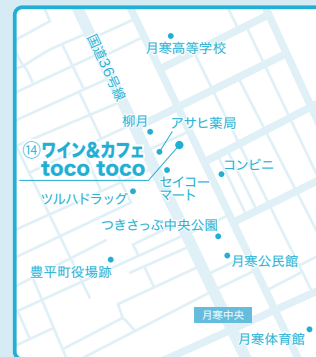 月寒高等学校
国道36号線
柳月
アサヒ薬局
⑭ワイン&カフェ
toco toco
コンビニ
セイコー
マート
ツルハドラッグ
つきさっぷ中央公園
月寒公民館
豊平町役場跡
月寒中央
月寒体育館